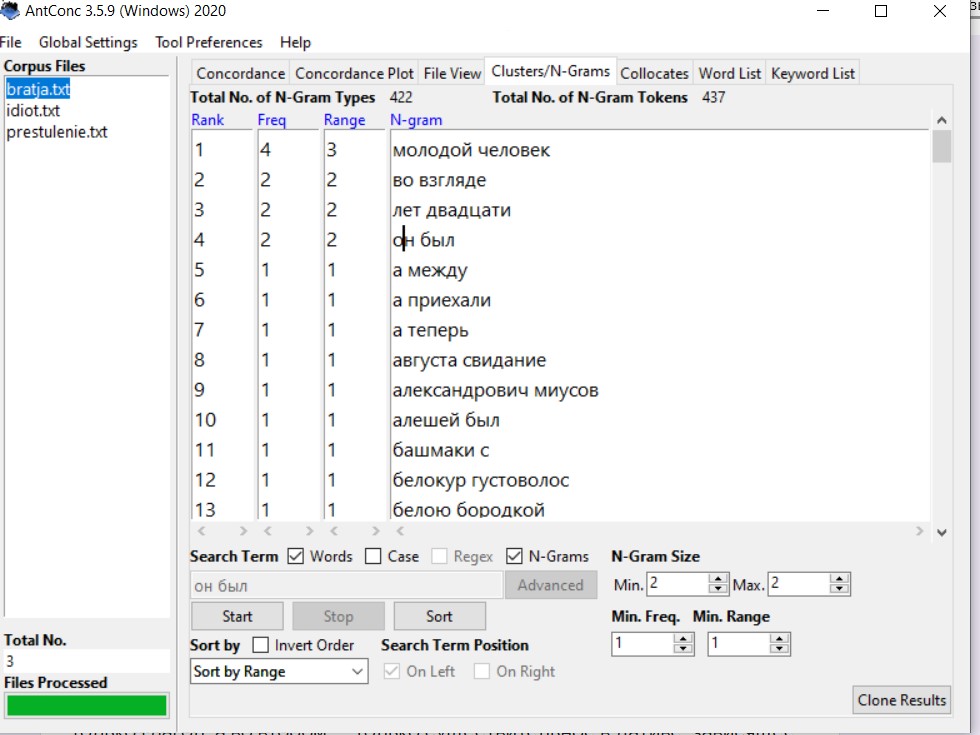 AntConc 3.5.9 (Windows) 2020
File Global Settings Tool Preferences Help
Corpus Files
bratja.txt
idiot.txt
prestulenie.txt
Concordance Concordance Plot File View Clusters/N-Grams Collocates Word List Keyword List
Total No. of N-Gram Types 422 Total No. of N-Gram Tokens 437
Rank Freq Range N-gram
1 4 3 молодой человек
2 2 2 во взгляде
3 2 2 лет двадцати
4 2 2 он был
5 1 1 а между
6 1 1 а приехали
7 1 1 а теперь
8 1 1 августа свидание
9 1 1 александрович миусов
10 1 1 алешей был
11 1 1 башмаки с
12 1 1 белокур густоволос
13 1 1 белою бородкой
Search Term Words Case Regex N-Grams N-Gram Size
он был Advanced Min. 2 Max. 2
Start Stop Sort Min. Freq. Min. Range
Sort by Invert Order Search Term Position 1 1
Sort by Range On Left On Right
Total No.
3
Files Processed
Clone Results